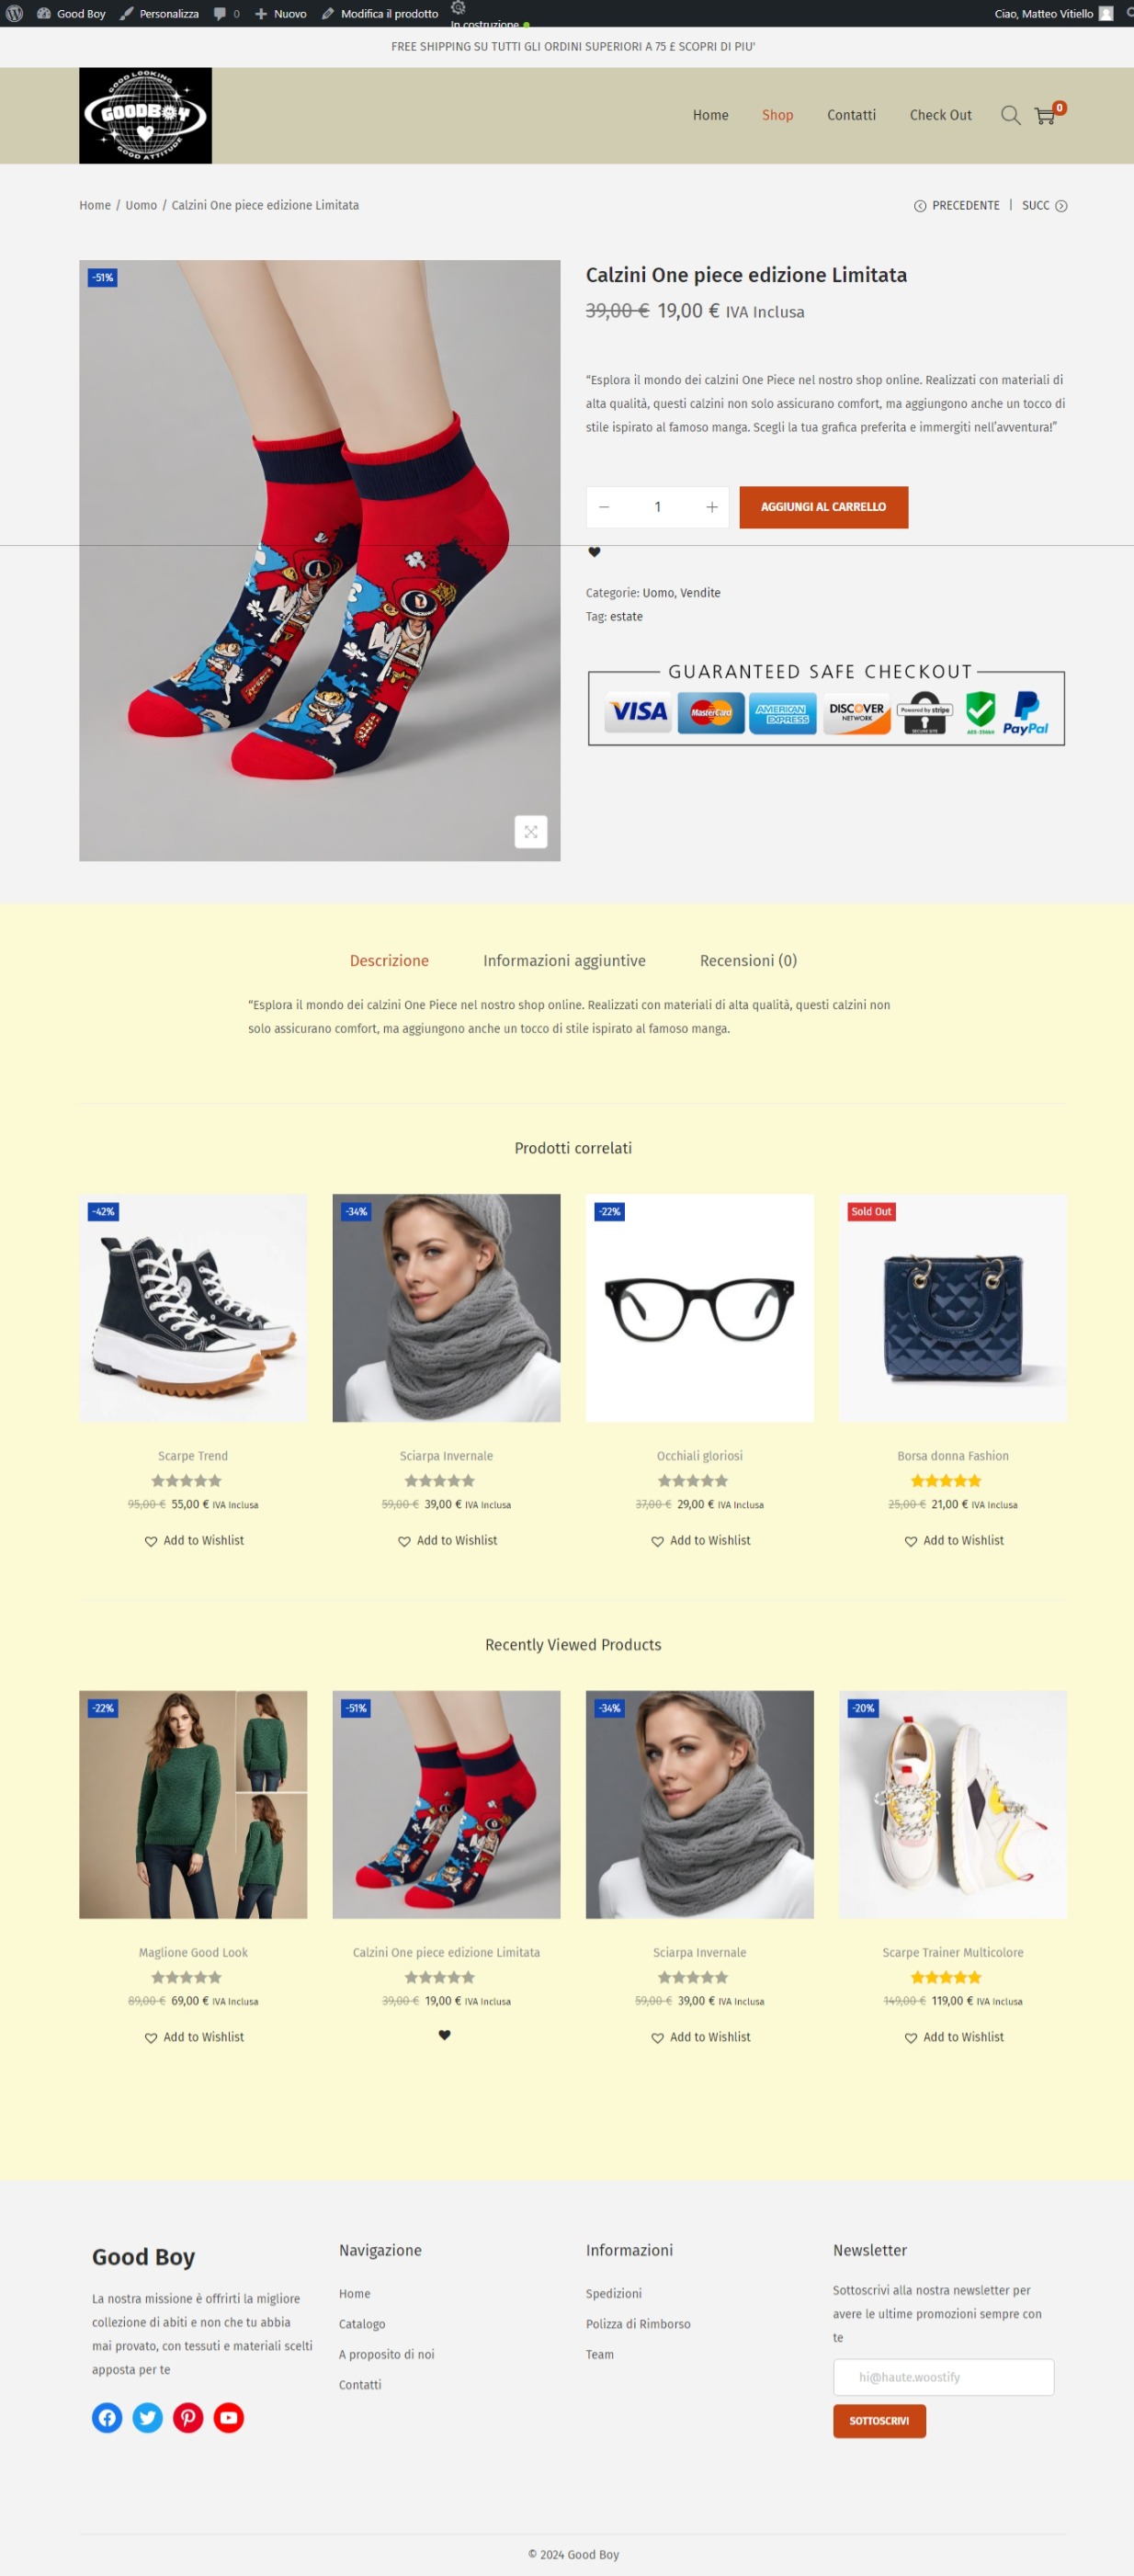 Good Boy
Personalizza
0
Nuovo
Modifica il prodotto
In costruzione
Ciao, Matteo Vitiello
FREE SHIPPING SU TUTTI GLI ORDINI SUPERIORI A 75 £ SCOPRI DI PIU'
GOOD LOOKING
GOODBOY
GOOD ATTITUDE
Home
Shop
Contatti
Check Out
0
Home / Uomo / Calzini One piece edizione Limitata
PRECEDENTE | SUCC
-51%
Calzini One piece edizione Limitata
39,00 € 19,00 € IVA Inclusa
“Esplora il mondo dei calzini One Piece nel nostro shop online. Realizzati con materiali di
alta qualità, questi calzini non solo assicurano comfort, ma aggiungono anche un tocco di
stile ispirato al famoso manga. Scegli la tua grafica preferita e immergiti nell’avventura!”
− 1 +
AGGIUNGI AL CARRELLO
Categorie: Uomo, Vendite
Tag: estate
GUARANTEED SAFE CHECKOUT
VISA
MasterCard
AMERICAN EXPRESS
DISCOVER NETWORK
Powered by stripe
SECURE SITE
PayPal
Descrizione
Informazioni aggiuntive
Recensioni (0)
“Esplora il mondo dei calzini One Piece nel nostro shop online. Realizzati con materiali di alta qualità, questi calzini non
solo assicurano comfort, ma aggiungono anche un tocco di stile ispirato al famoso manga.
Prodotti correlati
-42%
-34%
-22%
Sold Out
Scarpe Trend
Sciarpa Invernale
Occhiali gloriosi
Borsa donna Fashion
95,00 € 55,00 € IVA Inclusa
59,00 € 39,00 € IVA Inclusa
37,00 € 29,00 € IVA Inclusa
25,00 € 21,00 € IVA Inclusa
Add to Wishlist
Add to Wishlist
Add to Wishlist
Add to Wishlist
Recently Viewed Products
-22%
-51%
-34%
-20%
Maglione Good Look
Calzini One piece edizione Limitata
Sciarpa Invernale
Scarpe Trainer Multicolore
89,00 € 69,00 € IVA Inclusa
39,00 € 19,00 € IVA Inclusa
59,00 € 39,00 € IVA Inclusa
149,00 € 119,00 € IVA Inclusa
Add to Wishlist
Add to Wishlist
Add to Wishlist
Good Boy
La nostra missione è offrirti la migliore
collezione di abiti e non che tu abbia
mai provato, con tessuti e materiali scelti
apposta per te
Navigazione
Home
Catalogo
A proposito di noi
Contatti
Informazioni
Spedizioni
Polizza di Rimborso
Team
Newsletter
Sottoscrivi alla nostra newsletter per
avere le ultime promozioni sempre con
te
hi@haute.woostify
SOTTOSCRIVI
© 2024 Good Boy